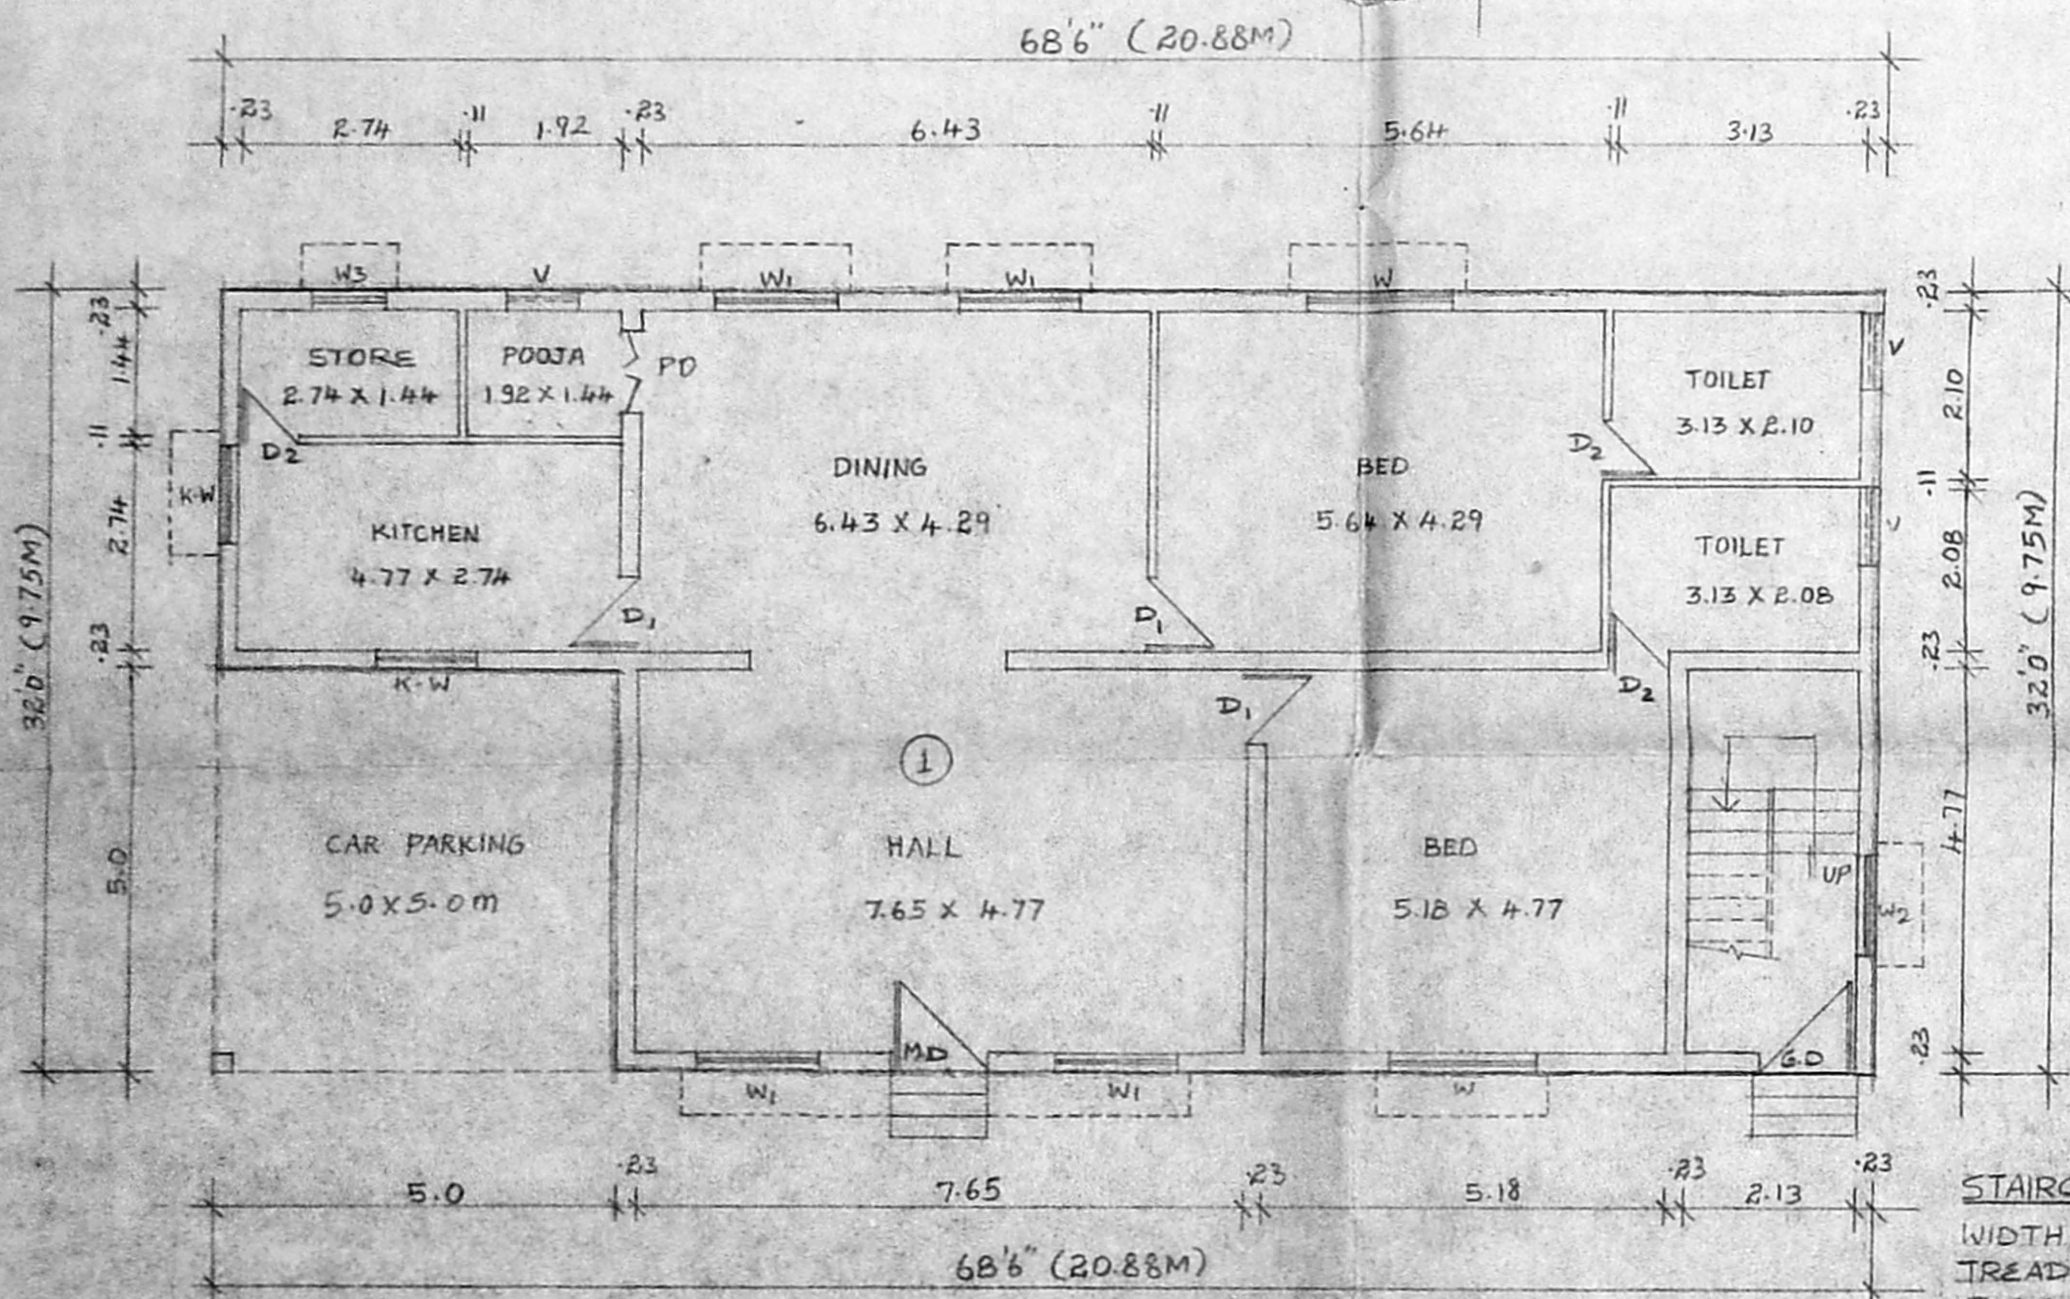 68'6" (20.88M)
.23 2.74 .11 1.92 .23 6.43 .11 5.64 .11 3.13 .23
W3 V W1 W1 W
.23 1.44 .11 2.74 .23 5.0
32'0" (9.75M)
STORE
2.74 X 1.44
POOJA
1.92 X 1.44
PD
D2
K-W
KITCHEN
4.77 X 2.74
D1
K-W
DINING
6.43 X 4.29
D1
BED
5.64 X 4.29
D2
TOILET
3.13 X 2.10
V
TOILET
3.13 X 2.08
V
D2
D1
1
CAR PARKING
5.0 X 5.0m
HALL
7.65 X 4.77
BED
5.18 X 4.77
UP
W2
M.D
G.D
W1 W1 W
.23 2.10 .11 2.08 .23 4.77 .23
32'0" (9.75M)
5.0 .23 7.65 .23 5.18 .23 2.13 .23
68'6" (20.88M)
WIDTH
TREAD